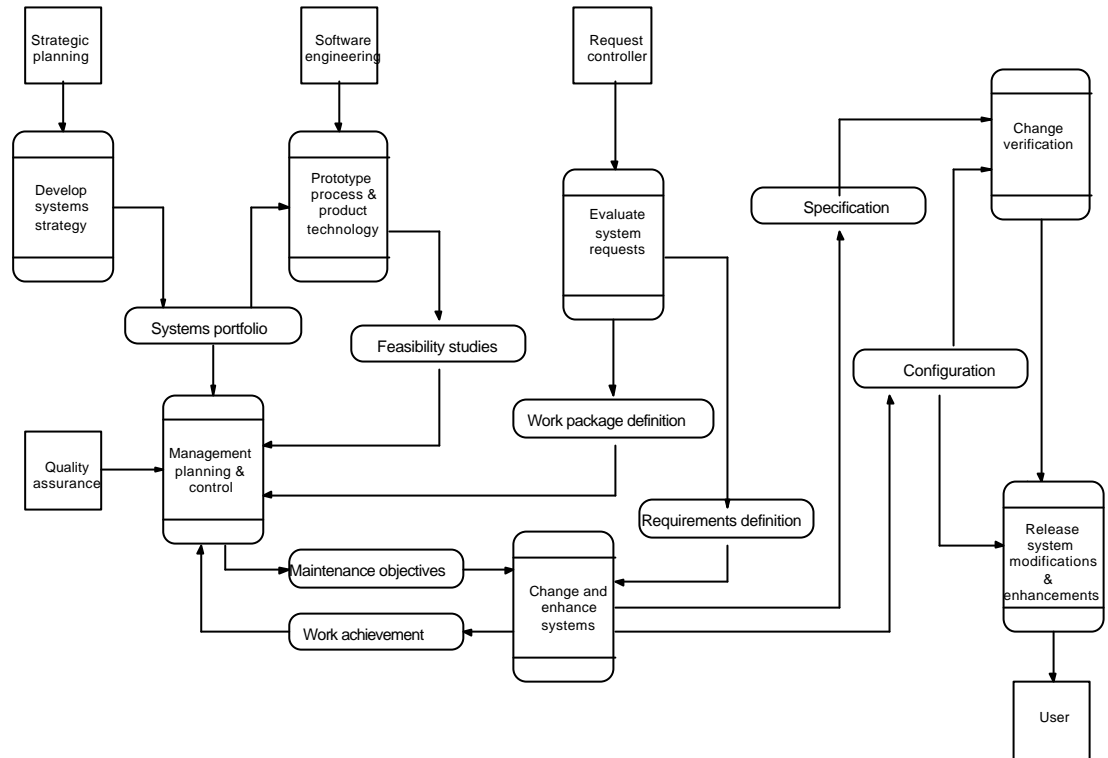 Strategic
planning
Software
engineering
Request
controller
Change
verification
Develop
systems
strategy
Prototype
process &
product
technology
Evaluate
system
requests
Specification
Systems portfolio
Feasibility studies
Configuration
Work package definition
Quality
assurance
Management
planning &
control
Requirements definition
Release
system
modifications
&
enhancements
Maintenance objectives
Change and
enhance
systems
Work achievement
User